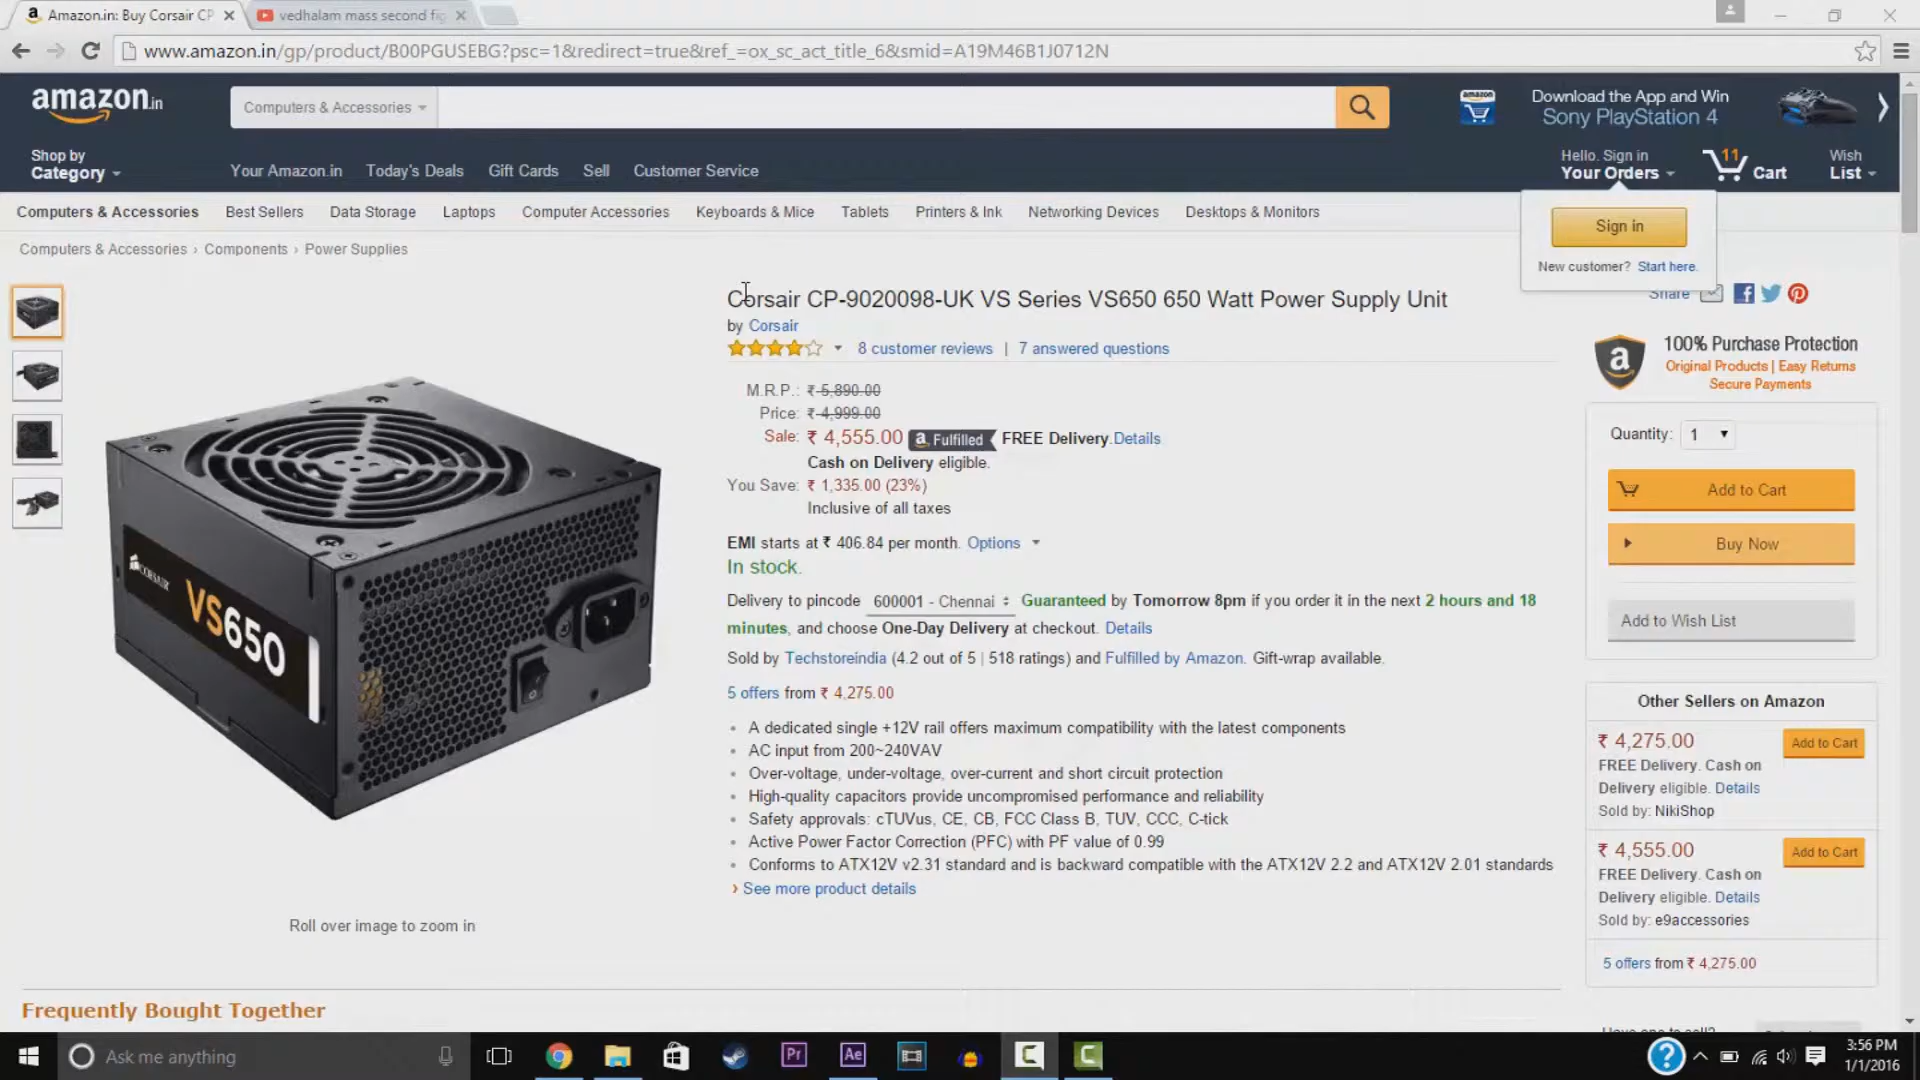 Amazon.in: Buy Corsair CP
vedhalam mass second fig
www.amazon.in/gp/product/B00PGUSEBG?psc=1&redirect=true&ref_=ox_sc_act_title_6&smid=A19M46B1J0712N
amazon.in
Computers & Accessories
amazon
Download the App and Win
Sony PlayStation 4
Shop by
Category
Your Amazon.in
Today's Deals
Gift Cards
Sell
Customer Service
Hello. Sign in
Your Orders
11
Cart
Wish
List
Computers & Accessories
Best Sellers
Data Storage
Laptops
Computer Accessories
Keyboards & Mice
Tablets
Printers & Ink
Networking Devices
Desktops & Monitors
Sign in
New customer? Start here.
Computers & Accessories › Components › Power Supplies
Share
Corsair CP-9020098-UK VS Series VS650 650 Watt Power Supply Unit
by Corsair
8 customer reviews | 7 answered questions
M.R.P.: ₹ 5,890.00
Price: ₹ 4,999.00
Sale: ₹ 4,555.00 a Fulfilled FREE Delivery.Details
Cash on Delivery eligible.
You Save: ₹ 1,335.00 (23%)
Inclusive of all taxes
EMI starts at ₹ 406.84 per month. Options
In stock.
Delivery to pincode 600001 - Chennai Guaranteed by Tomorrow 8pm if you order it in the next 2 hours and 18
minutes, and choose One-Day Delivery at checkout. Details
Sold by Techstoreindia (4.2 out of 5 | 518 ratings) and Fulfilled by Amazon. Gift-wrap available.
5 offers from ₹ 4,275.00
• A dedicated single +12V rail offers maximum compatibility with the latest components
• AC input from 200~240VAV
• Over-voltage, under-voltage, over-current and short circuit protection
• High-quality capacitors provide uncompromised performance and reliability
• Safety approvals: cTUVus, CE, CB, FCC Class B, TUV, CCC, C-tick
• Active Power Factor Correction (PFC) with PF value of 0.99
• Conforms to ATX12V v2.31 standard and is backward compatible with the ATX12V 2.2 and ATX12V 2.01 standards
› See more product details
CORSAIR
VS650
Roll over image to zoom in
a
100% Purchase Protection
Original Products | Easy Returns
Secure Payments
Quantity: 1
Add to Cart
Buy Now
Add to Wish List
Other Sellers on Amazon
₹ 4,275.00
Add to Cart
FREE Delivery. Cash on
Delivery eligible. Details
Sold by: NikiShop
₹ 4,555.00
Add to Cart
FREE Delivery. Cash on
Delivery eligible. Details
Sold by: e9accessories
5 offers from ₹ 4,275.00
Have one to sell?
Frequently Bought Together
Ask me anything
Pr
Ae
3:56 PM
1/1/2016